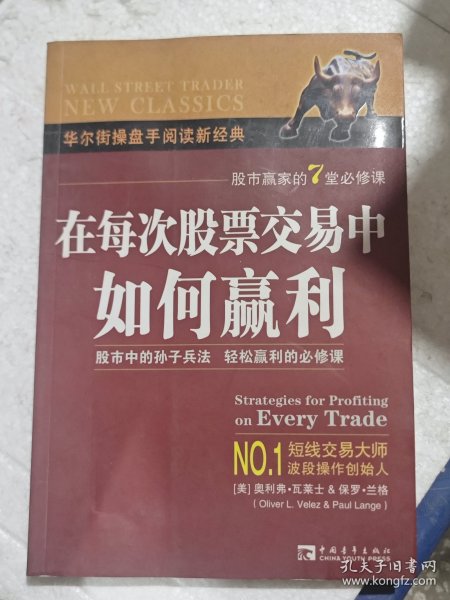 WALL STREET TRADER
NEW CLASSICS
华尔街操盘手阅读新经典
股市赢家的7堂必修课
在每次股票交易中
如何赢利
股市中的孙子兵法 轻松赢利的必修课
Strategies for Profiting
on Every Trade
NO.1 短线交易大师
波段操作创始人
[美] 奥利弗·瓦莱士 & 保罗·兰格
( Oliver L. Velez & Paul Lange )
中国青年出版社
CHINA YOUTH PRESS
孔夫子旧书网
www.kongfz.com